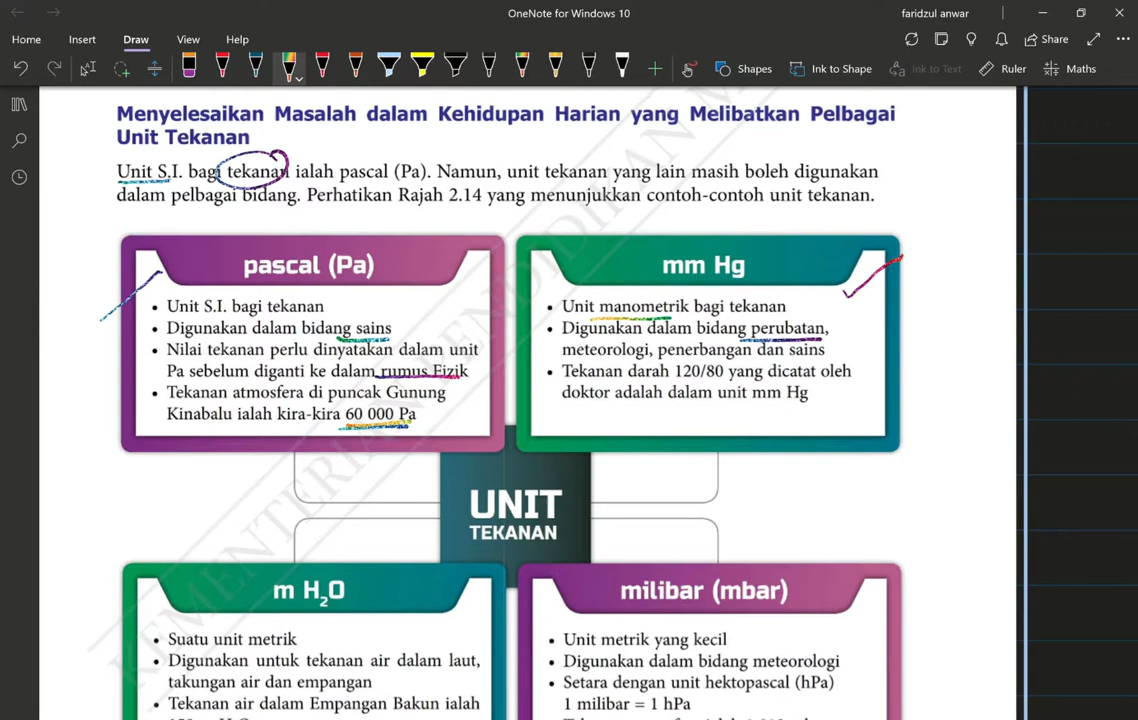 OneNote for Windows 10
faridzul anwar
Home Insert Draw View Help
Share
Shapes Ink to Shape Ink to Text Ruler Maths
Menyelesaikan Masalah dalam Kehidupan Harian yang Melibatkan Pelbagai
Unit Tekanan
Unit S.I. bagi tekanan ialah pascal (Pa). Namun, unit tekanan yang lain masih boleh digunakan
dalam pelbagai bidang. Perhatikan Rajah 2.14 yang menunjukkan contoh-contoh unit tekanan.
pascal (Pa)
• Unit S.I. bagi tekanan
• Digunakan dalam bidang sains
• Nilai tekanan perlu dinyatakan dalam unit
Pa sebelum diganti ke dalam rumus Fizik
• Tekanan atmosfera di puncak Gunung
Kinabalu ialah kira-kira 60 000 Pa
mm Hg
• Unit manometrik bagi tekanan
• Digunakan dalam bidang perubatan,
meteorologi, penerbangan dan sains
• Tekanan darah 120/80 yang dicatat oleh
doktor adalah dalam unit mm Hg
UNIT
TEKANAN
m H₂O
• Suatu unit metrik
• Digunakan untuk tekanan air dalam laut,
takungan air dan empangan
• Tekanan air dalam Empangan Bakun ialah
milibar (mbar)
• Unit metrik yang kecil
• Digunakan dalam bidang meteorologi
• Setara dengan unit hektopascal (hPa)
1 milibar = 1 hPa
KEMENTERIAN PENDIDIKAN M